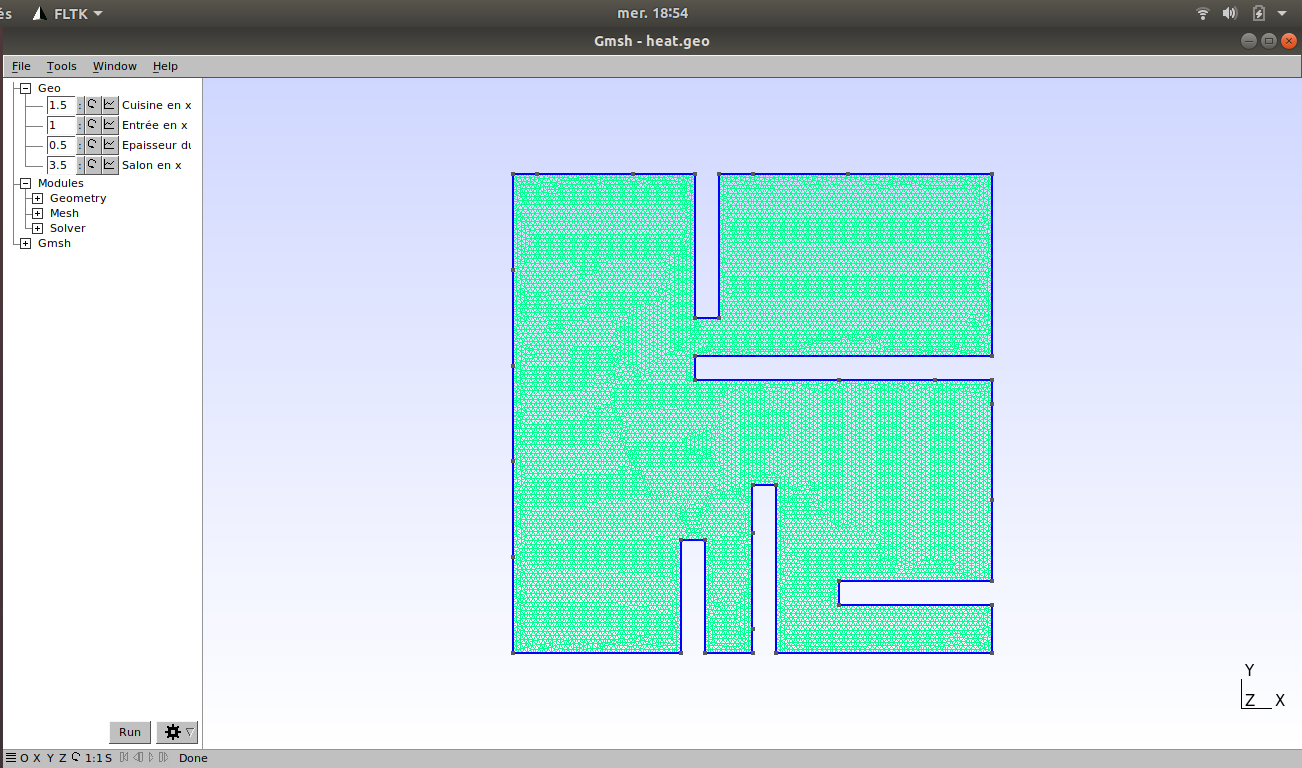 és FLTK mer. 18:54
Gmsh - heat.geo
File Tools Window Help
Geo
1.5 Cuisine en x
1 Entrée en x
0.5 Epaisseur du
3.5 Salon en x
Modules
Geometry
Mesh
Solver
Gmsh
Y
Z X
Run
O X Y Z 1:1 S Done